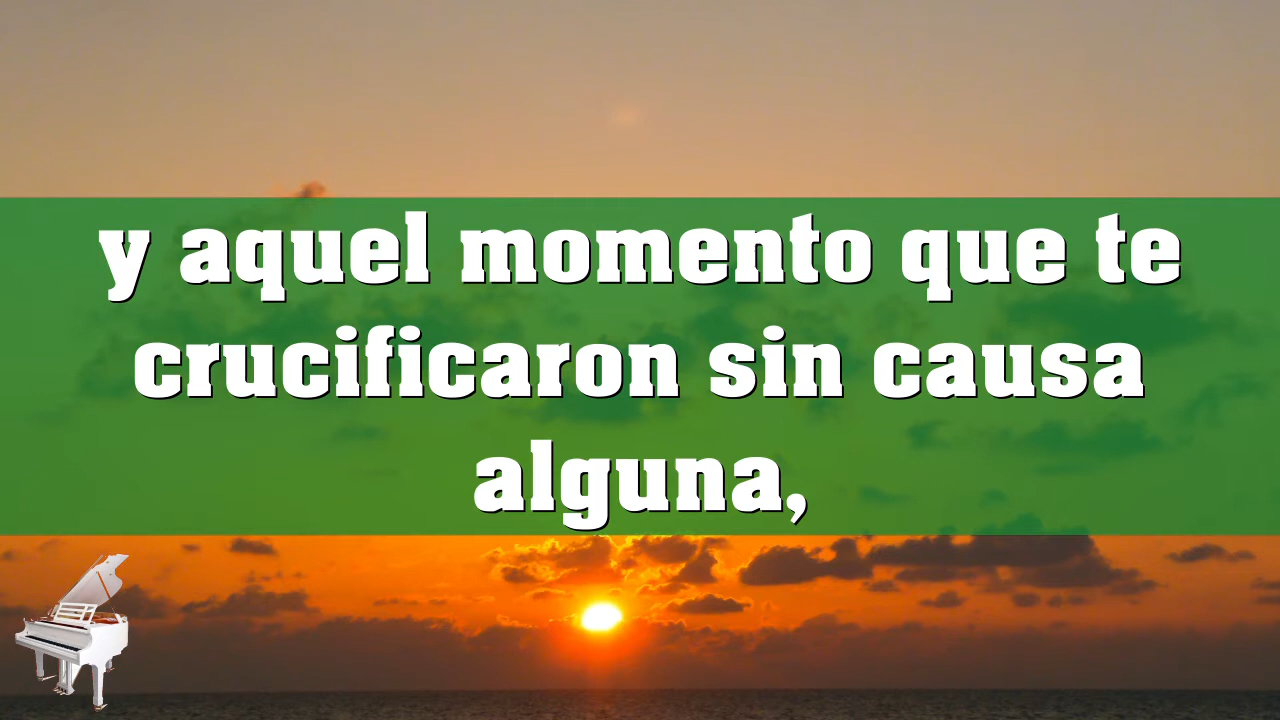 y aquel momento que te
crucificaron sin causa
alguna,